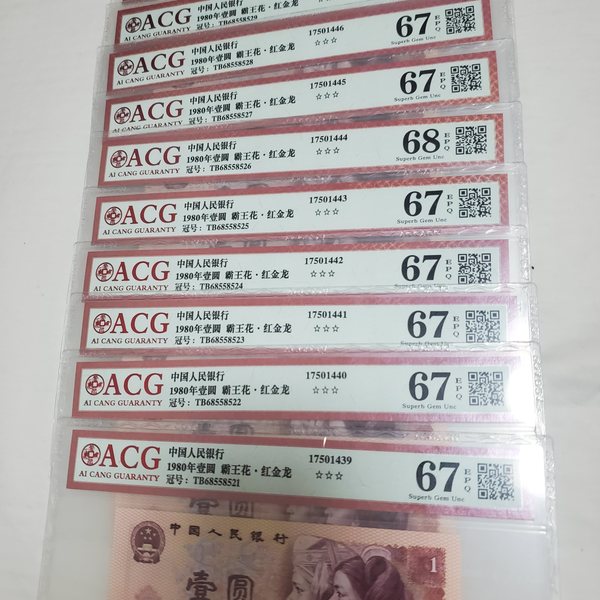 ACG
AI CANG GUARANTY
中国人民银行
1980年壹圆 霸王花·红金龙
冠号: TB68558529
☆☆☆
67 EPQ
Superb Gem Unc
ACG
AI CANG GUARANTY
中国人民银行
1980年壹圆 霸王花·红金龙
冠号: TB68558528
17501446
☆☆☆
67 EPQ
Superb Gem Unc
ACG
AI CANG GUARANTY
中国人民银行
1980年壹圆 霸王花·红金龙
冠号: TB68558527
17501445
☆☆☆
67 EPQ
Superb Gem Unc
ACG
AI CANG GUARANTY
中国人民银行
1980年壹圆 霸王花·红金龙
冠号: TB68558526
17501444
☆☆☆
68 EPQ
Superb Gem Unc
ACG
AI CANG GUARANTY
中国人民银行
1980年壹圆 霸王花·红金龙
冠号: TB68558525
17501443
☆☆☆
67 EPQ
Superb Gem Unc
ACG
AI CANG GUARANTY
中国人民银行
1980年壹圆 霸王花·红金龙
冠号: TB68558524
17501442
☆☆☆
67 EPQ
Superb Gem Unc
ACG
AI CANG GUARANTY
中国人民银行
1980年壹圆 霸王花·红金龙
冠号: TB68558523
17501441
☆☆☆
67 EPQ
Superb Gem Unc
ACG
AI CANG GUARANTY
中国人民银行
1980年壹圆 霸王花·红金龙
冠号: TB68558522
17501440
☆☆☆
67 EPQ
Superb Gem Unc
ACG
AI CANG GUARANTY
中国人民银行
1980年壹圆 霸王花·红金龙
冠号: TB68558521
17501439
☆☆☆
67 EPQ
Superb Gem Unc
中国人民银行
壹圆
1